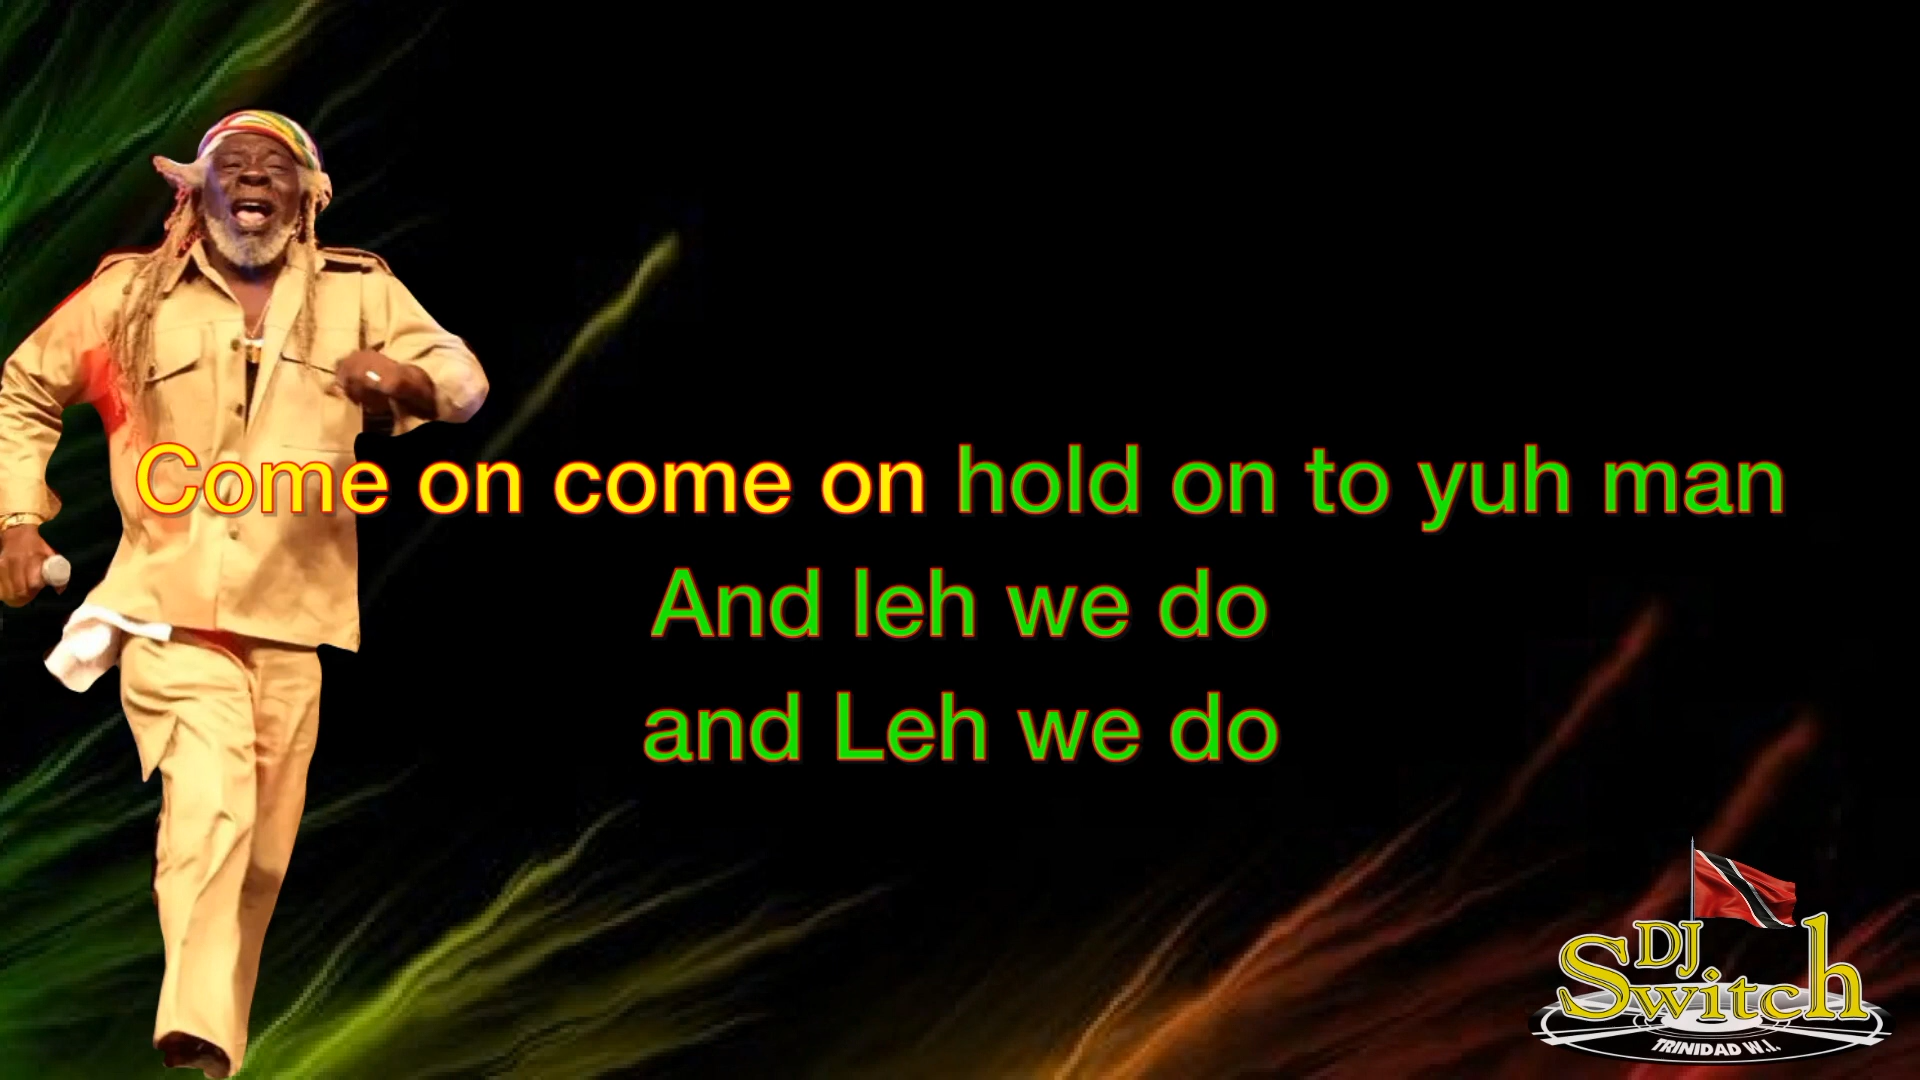 Come on come on hold on to yuh man
And leh we do
and Leh we do
DJ
Switch
TRINIDAD W.I.